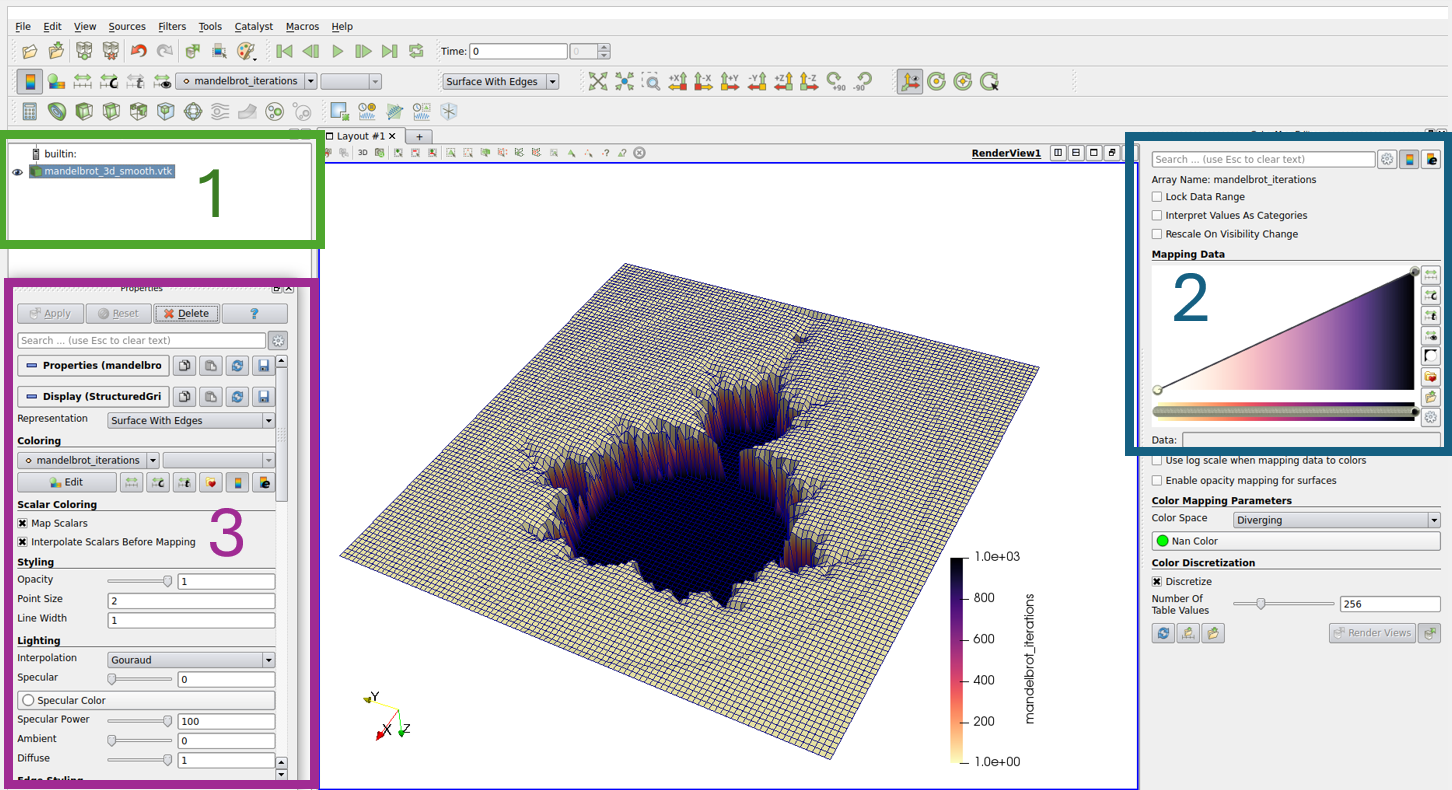 File Edit View Sources Filters Tools Catalyst Macros Help
Time: 0 0
mandelbrot_iterations Surface With Edges +X -X +Y -Y +Z -Z +90 -90
Layout #1 +
builtin:
mandelbrot_3d_smooth.vtk
1
3D
RenderView1
Properties
Apply Reset Delete ?
Search ... (use Esc to clear text)
Properties (mandelbro
Display (StructuredGri
Representation Surface With Edges
Coloring
mandelbrot_iterations
Edit
Scalar Coloring
Map Scalars
Interpolate Scalars Before Mapping
3
Styling
Opacity 1
Point Size 2
Line Width 1
Lighting
Interpolation Gouraud
Specular 0
Specular Color
Specular Power 100
Ambient 0
Diffuse 1
Edge Styling
Y
X
Z
1.0e+03
800
600
400
200
1.0e+00
mandelbrot_iterations
Search ... (use Esc to clear text)
Array Name: mandelbrot_iterations
Lock Data Range
Interpret Values As Categories
Rescale On Visibility Change
Mapping Data
2
Data:
Use log scale when mapping data to colors
Enable opacity mapping for surfaces
Color Mapping Parameters
Color Space Diverging
Nan Color
Color Discretization
Discretize
Number Of
Table Values 256
Render Views